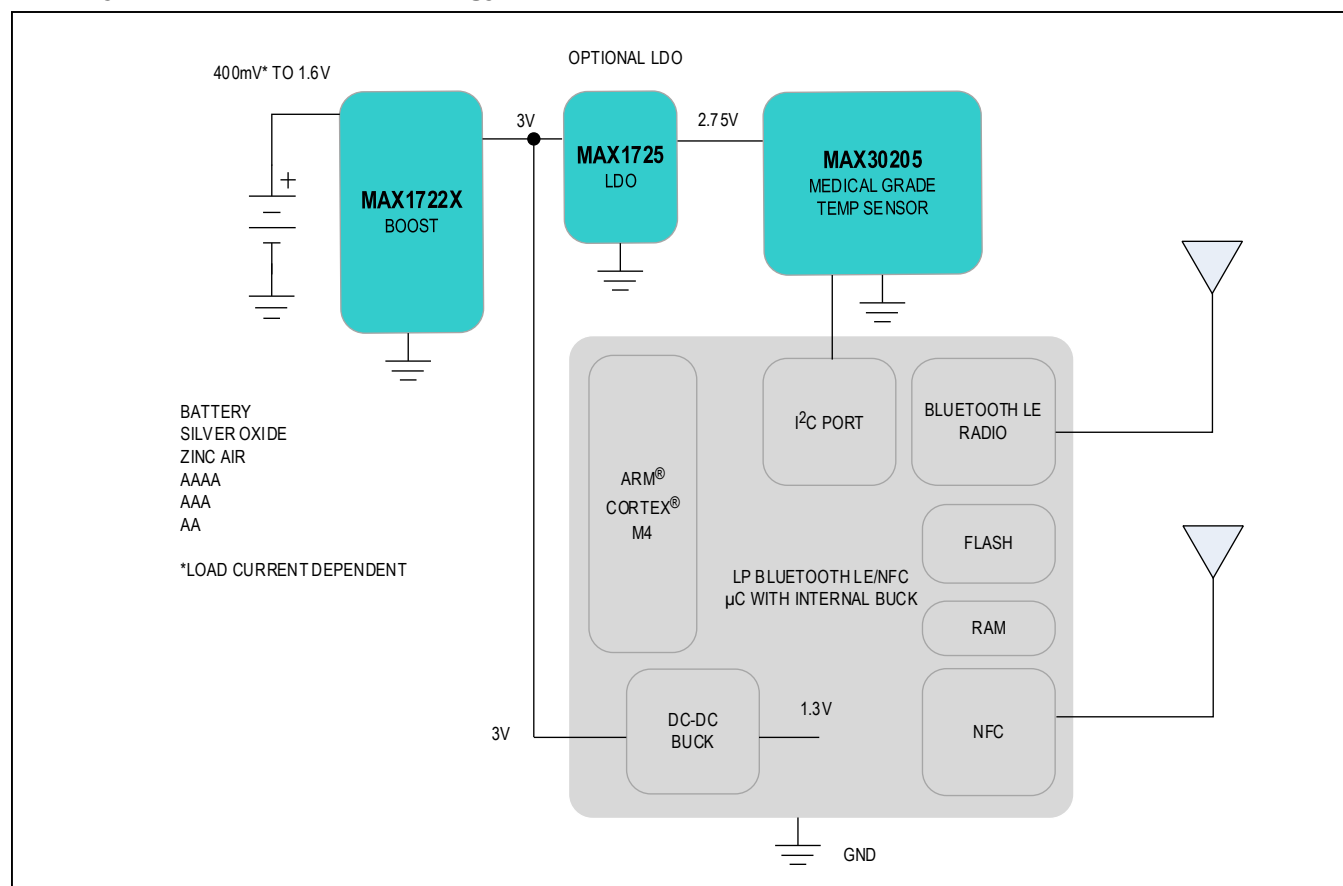 400mV* TO 1.6V
OPTIONAL LDO
3V
2.75V
+
MAX1722X
BOOST
MAX1725
LDO
MAX30205
MEDICAL GRADE
TEMP SENSOR
BATTERY
SILVER OXIDE
ZINC AIR
AAAA
AAA
AA
*LOAD CURRENT DEPENDENT
ARM®
CORTEX®
M4
I²C PORT
BLUETOOTH LE
RADIO
FLASH
LP BLUETOOTH LE/NFC
µC WITH INTERNAL BUCK
RAM
3V
DC-DC
BUCK
1.3V
NFC
GND